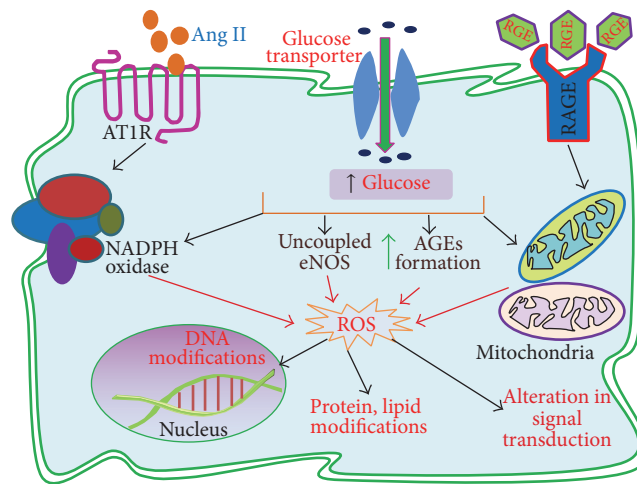 Ang II
Glucose
transporter
RGE
RGE
RGE
AT1R
RAGE
↑ Glucose
NADPH
oxidase
Uncoupled
eNOS
↑ AGEs
formation
ROS
DNA
modifications
Nucleus
Mitochondria
Protein, lipid
modifications
Alteration in
signal
transduction